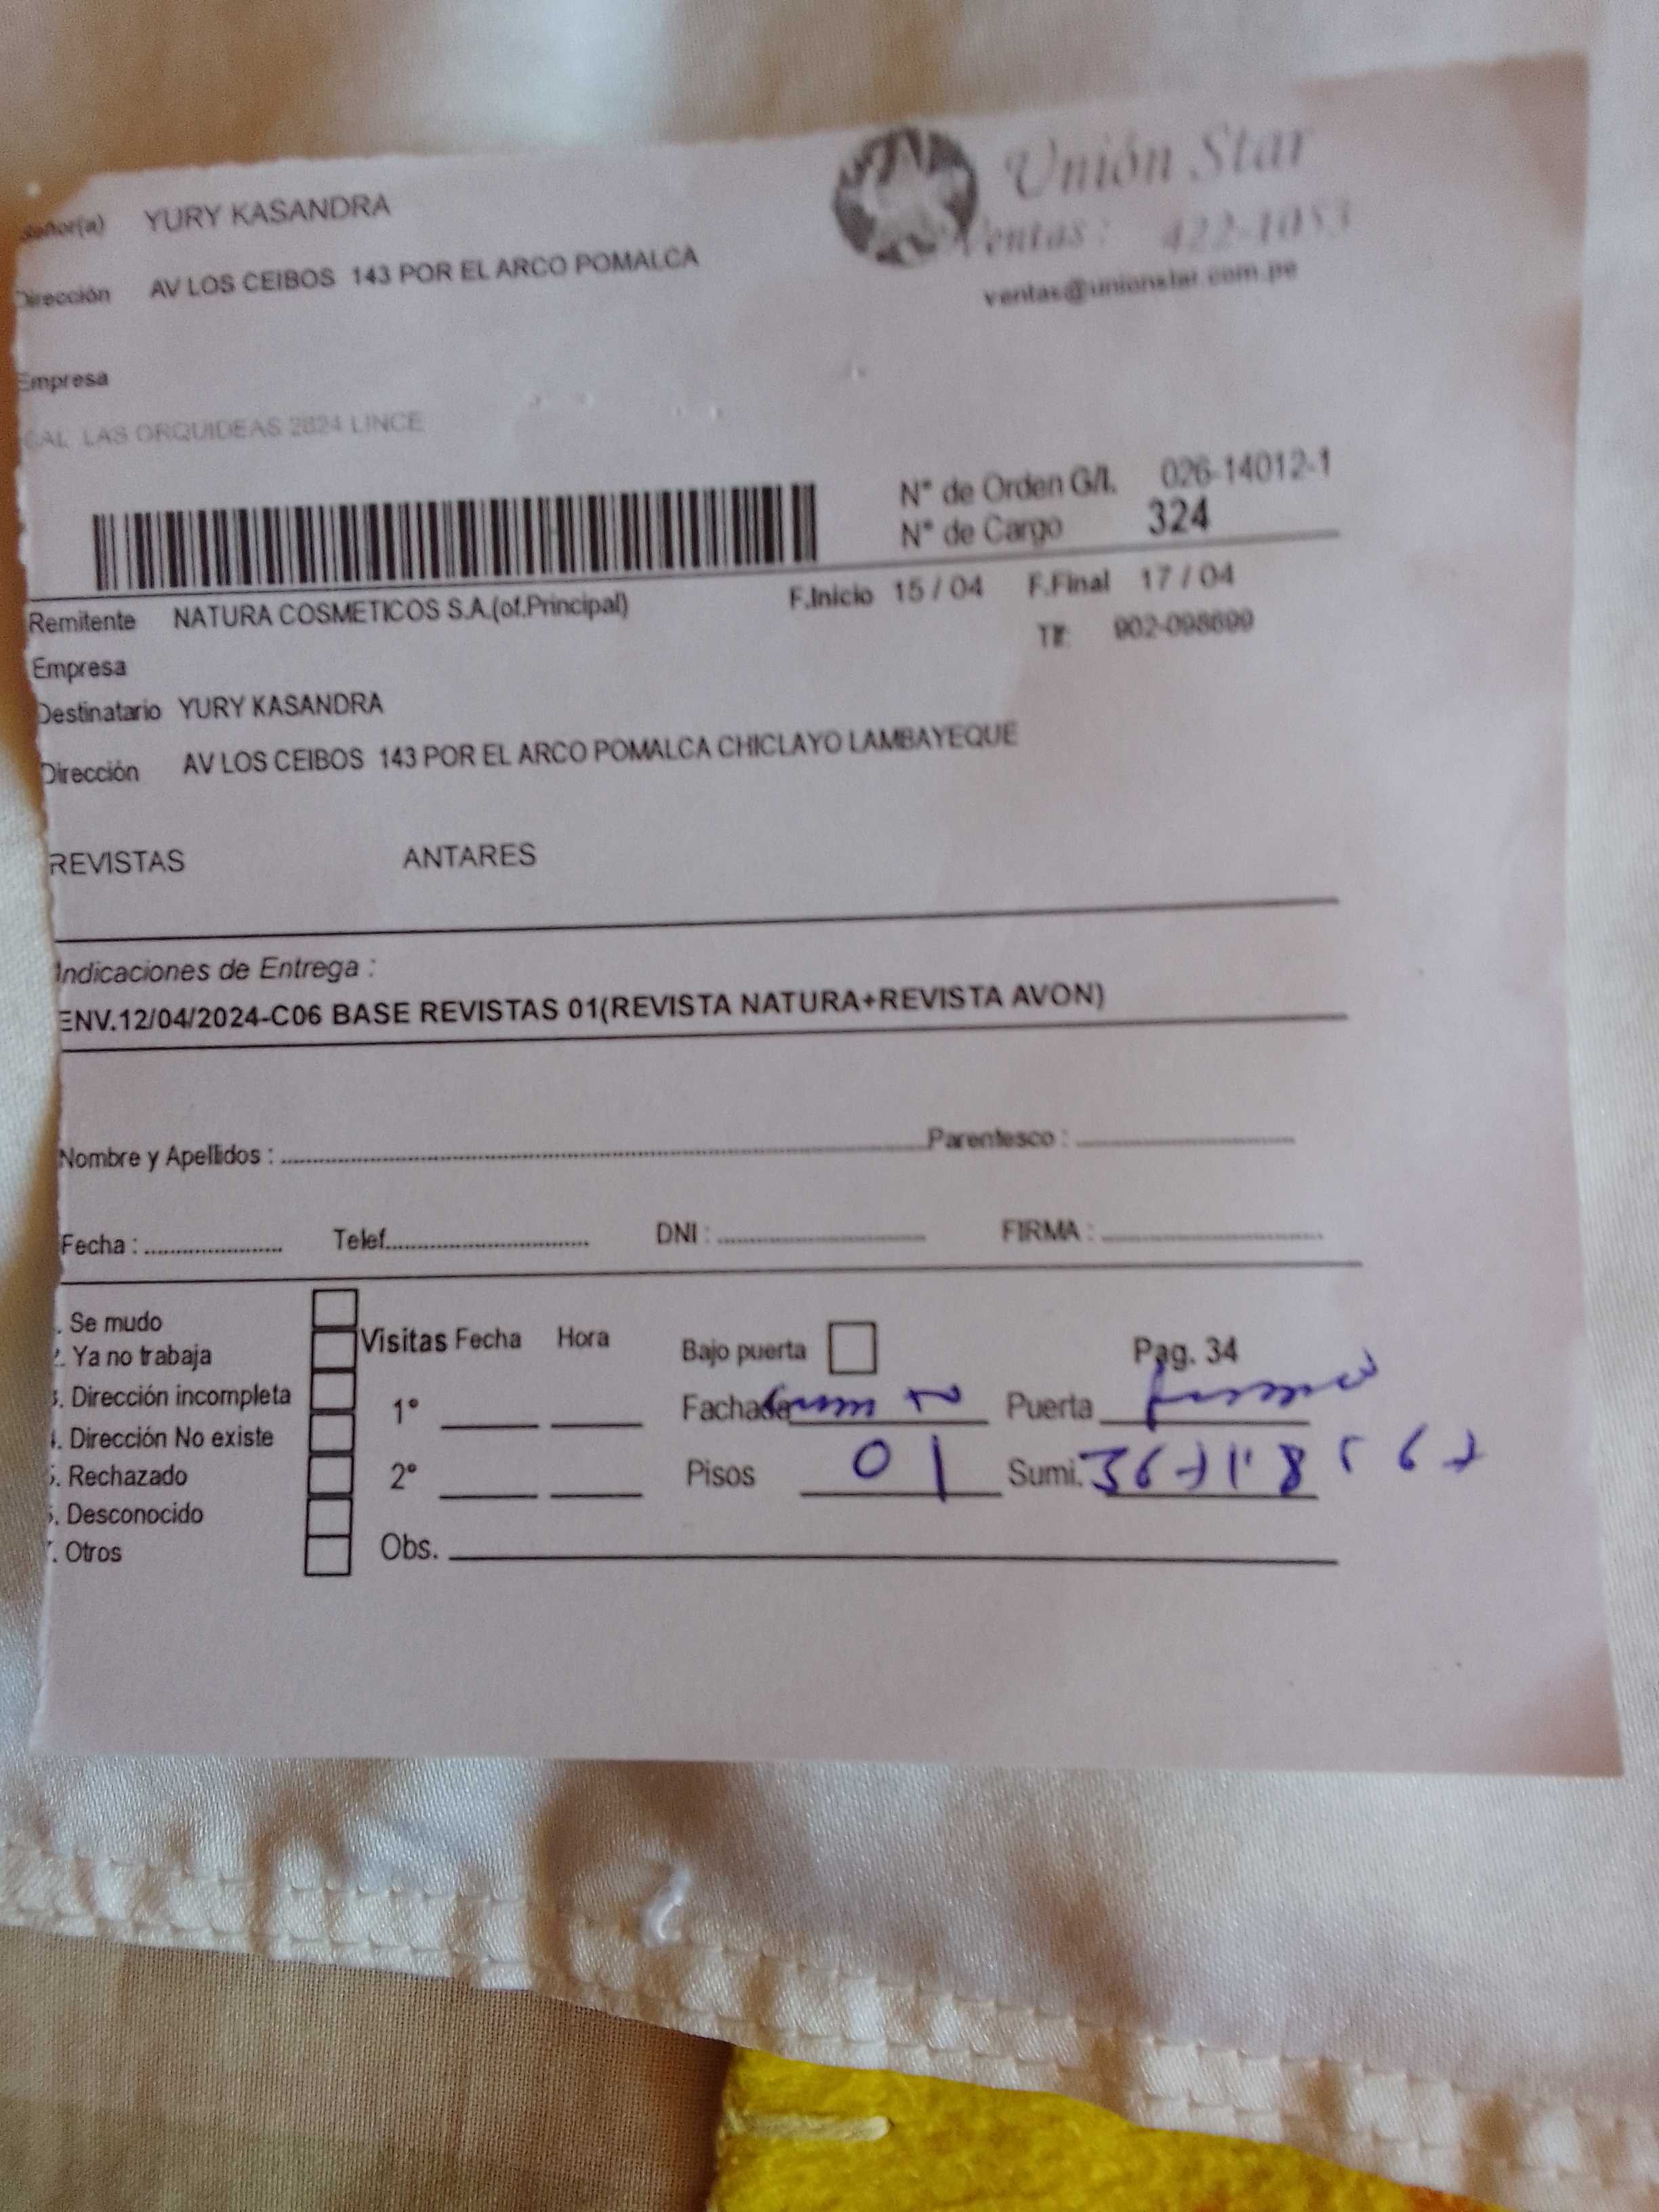 Señor(a) YURY KASANDRA
Unión Star
Ventas: 422-1053
Dirección AV LOS CEIBOS 143 POR EL ARCO POMALCA
ventas@unionstar.com.pe
Empresa
CAL LAS ORQUIDEAS 2824 LINCE
N° de Orden G/I. 026-14012-1
N° de Cargo 324
Remitente NATURA COSMETICOS S.A.(of.Principal) F.Inicio 15 / 04 F.Final 17 / 04
Tlf: 902-098699
Empresa
Destinatario YURY KASANDRA
Dirección AV LOS CEIBOS 143 POR EL ARCO POMALCA CHICLAYO LAMBAYEQUE
REVISTAS ANTARES
Indicaciones de Entrega :
ENV.12/04/2024-C06 BASE REVISTAS 01(REVISTA NATURA+REVISTA AVON)
Nombre y Apellidos : Parentesco :
Fecha : Telef. DNI : FIRMA :
. Se mudo
2. Ya no trabaja
3. Dirección incompleta
4. Dirección No existe
5. Rechazado
6. Desconocido
7. Otros
Visitas Fecha Hora
1°
2°
Obs.
Bajo puerta Pag. 34
Fachada Puerta
Pisos 01 Sumi.